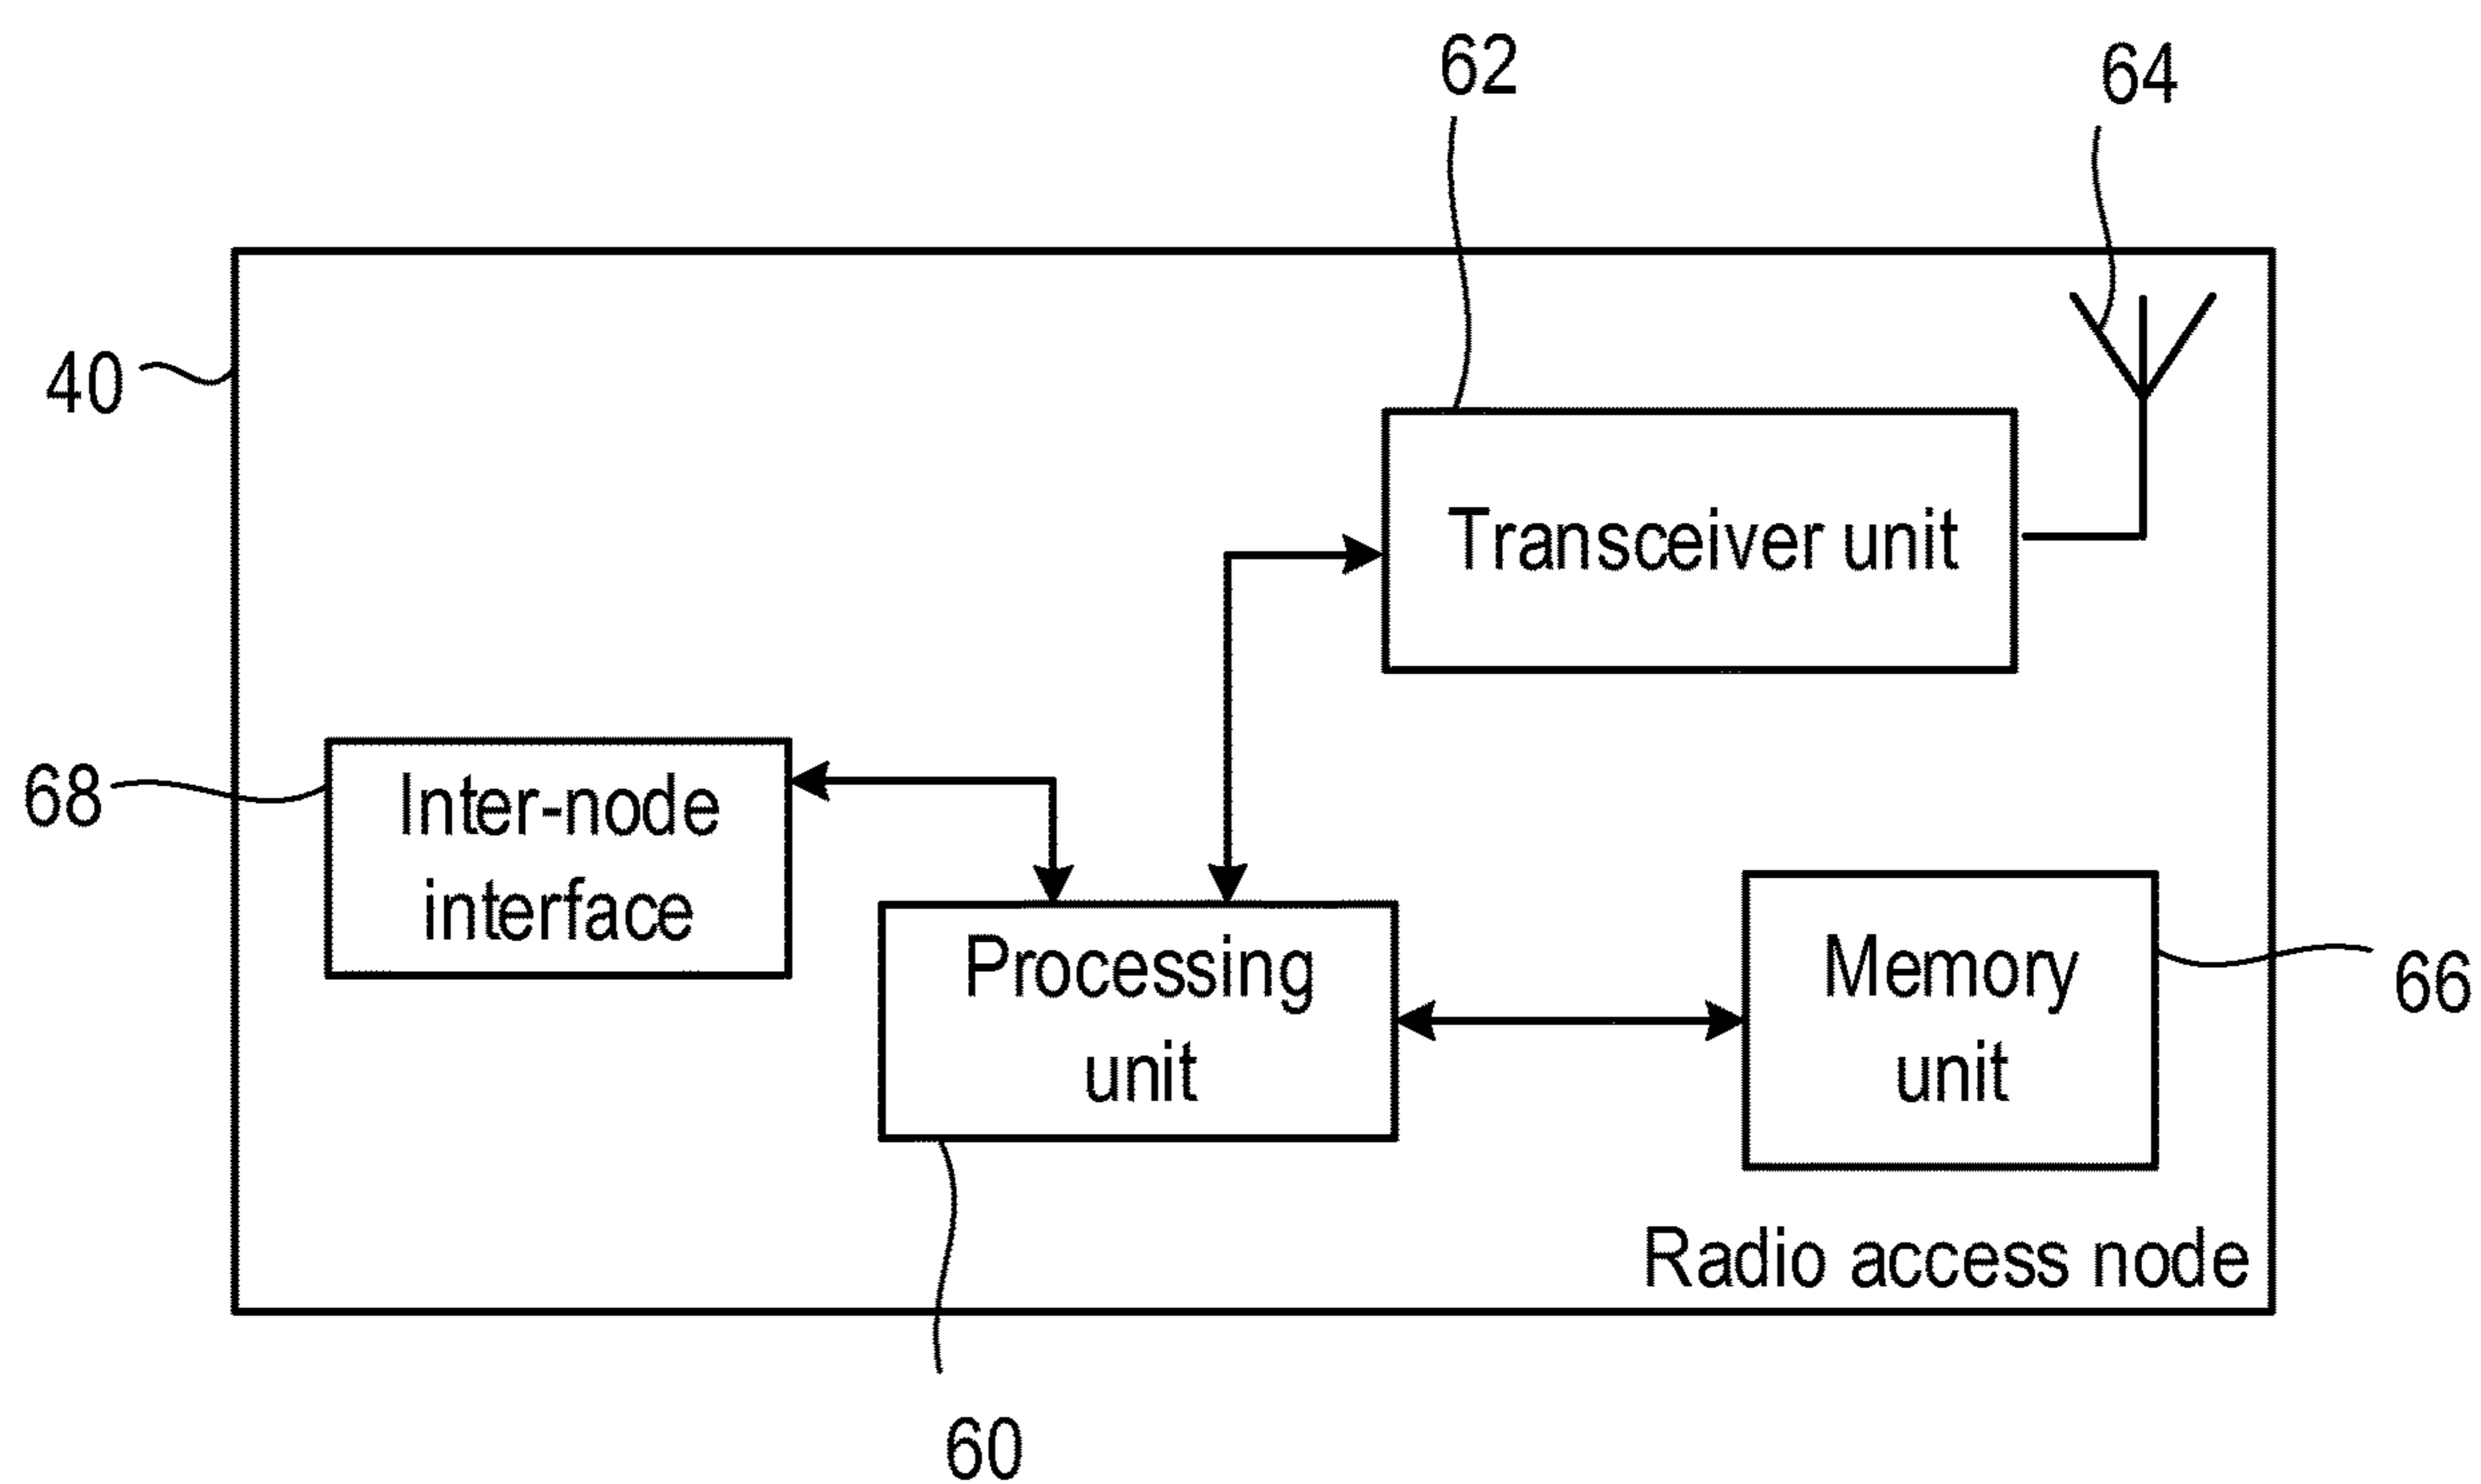 62
64
40
Transceiver unit
68
Inter-node
interface
Processing
unit
Memory
unit
66
Radio access node
60